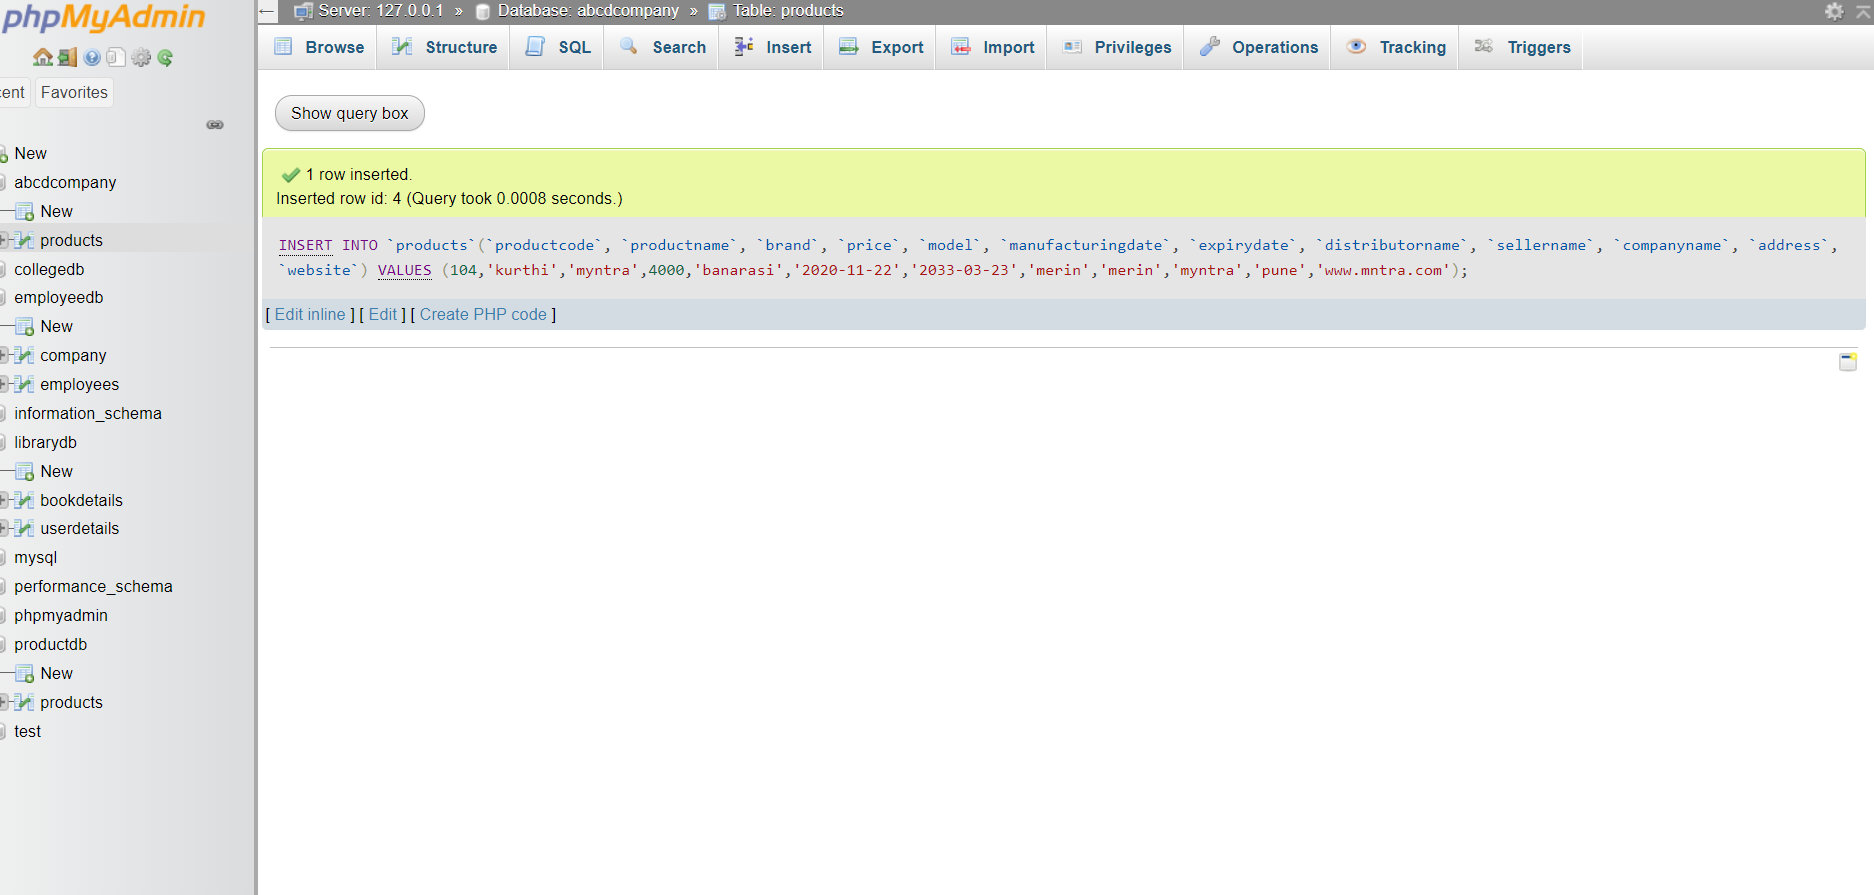 phpMyAdmin
Server: 127.0.0.1 » Database: abcdcompany » Table: products
Browse Structure SQL Search Insert Export Import Privileges Operations Tracking Triggers
Favorites
New
abcdcompany
New
products
collegedb
employeedb
New
company
employees
information_schema
librarydb
New
bookdetails
userdetails
mysql
performance_schema
phpmyadmin
productdb
New
products
test
Show query box
1 row inserted.
Inserted row id: 4 (Query took 0.0008 seconds.)
INSERT INTO `products`(`productcode`, `productname`, `brand`, `price`, `model`, `manufacturingdate`, `expirydate`, `distributorname`, `sellername`, `companyname`, `address`,
`website`) VALUES (104,'kurthi','myntra',4000,'banarasi','2020-11-22','2033-03-23','merin','merin','myntra','pune','www.mntra.com');
[ Edit inline ] [ Edit ] [ Create PHP code ]